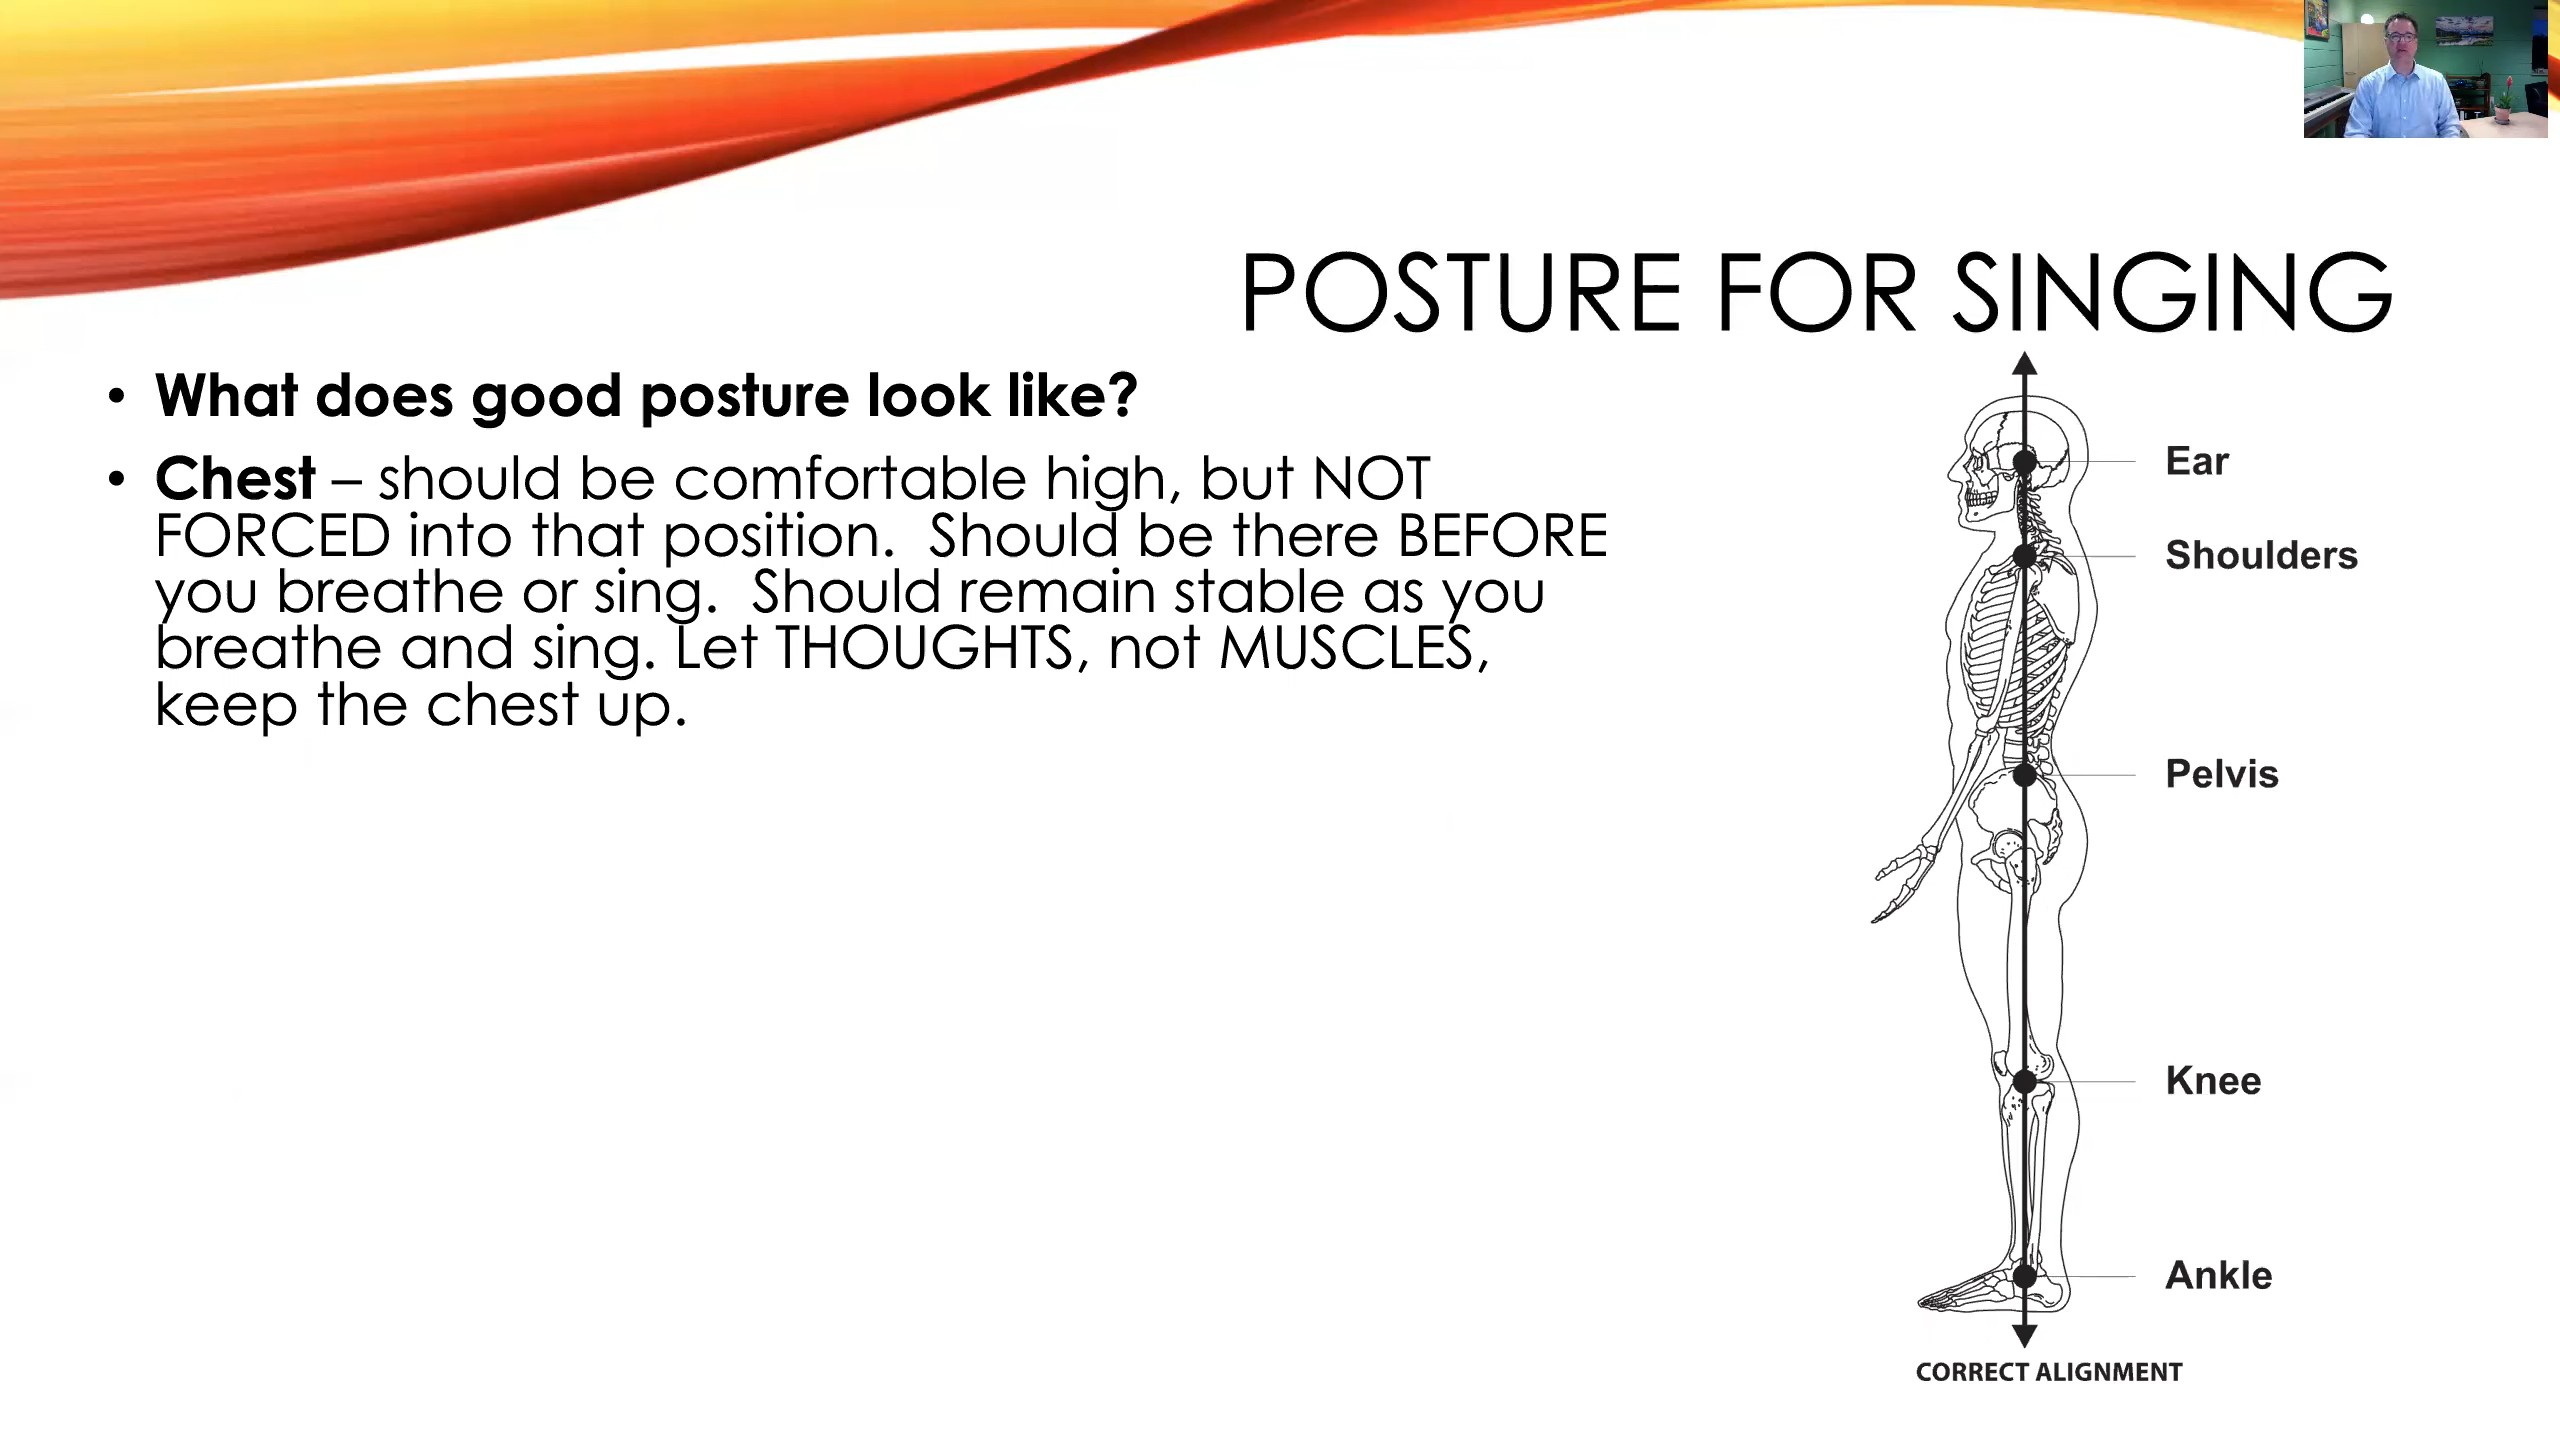 POSTURE FOR SINGING
• What does good posture look like?
• Chest – should be comfortable high, but NOT
FORCED into that position.  Should be there BEFORE
you breathe or sing.  Should remain stable as you
breathe and sing. Let THOUGHTS, not MUSCLES,
keep the chest up.
Ear
Shoulders
Pelvis
Knee
Ankle
CORRECT ALIGNMENT